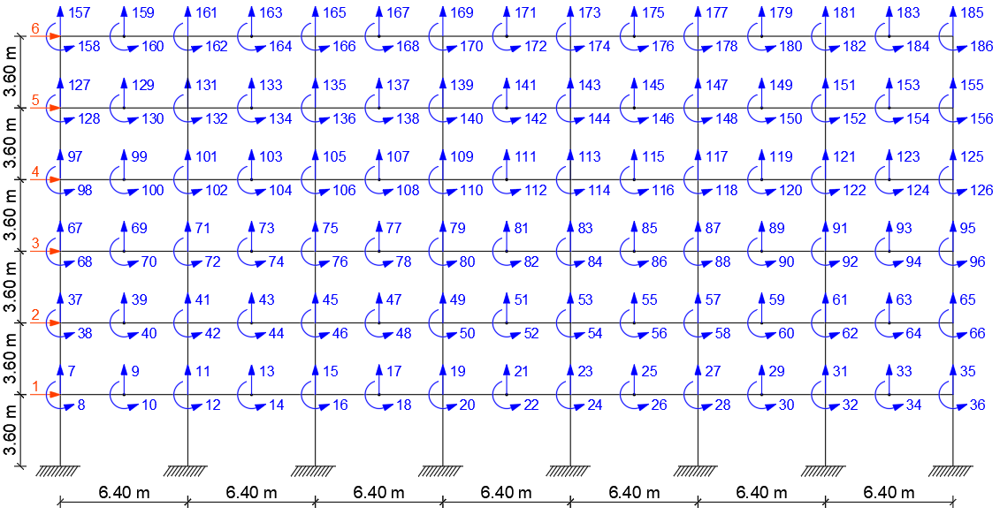 157 159 161 163 165 167 169 171 173 175 177 179 181 183 185
6
158 160 162 164 166 168 170 172 174 176 178 180 182 184 186
3.60 m
127 129 131 133 135 137 139 141 143 145 147 149 151 153 155
5
128 130 132 134 136 138 140 142 144 146 148 150 152 154 156
3.60 m
97 99 101 103 105 107 109 111 113 115 117 119 121 123 125
4
98 100 102 104 106 108 110 112 114 116 118 120 122 124 126
3.60 m
67 69 71 73 75 77 79 81 83 85 87 89 91 93 95
3
68 70 72 74 76 78 80 82 84 86 88 90 92 94 96
3.60 m
37 39 41 43 45 47 49 51 53 55 57 59 61 63 65
2
38 40 42 44 46 48 50 52 54 56 58 60 62 64 66
3.60 m
7 9 11 13 15 17 19 21 23 25 27 29 31 33 35
1
8 10 12 14 16 18 20 22 24 26 28 30 32 34 36
3.60 m
6.40 m 6.40 m 6.40 m 6.40 m 6.40 m 6.40 m 6.40 m